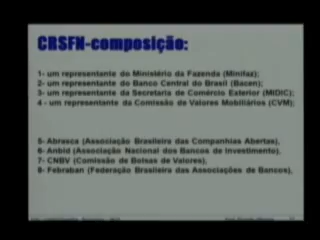 CRSFN-composição:
1- um representante do Ministério da Fazenda (Minifaz);
2- um representante do Banco Central do Brasil (Bacen);
3- um representante da Secretaria de Comércio Exterior (MIDIC);
4 - um representante da Comissão de Valores Mobiliários (CVM);
5- Abrasca (Associação Brasileira das Companhias Abertas),
6- Anbid (Associação Nacional dos Bancos de Investimento),
7- CNBV (Comissão de Bolsas de Valores),
8- Febraban (Federação Brasileira das Associações de Bancos),